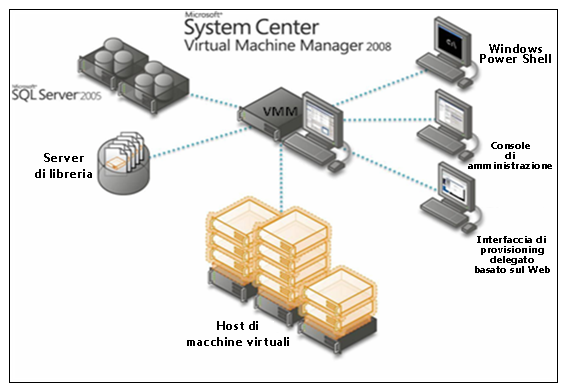 Microsoft®
System Center
Virtual Machine Manager 2008
Microsoft®
SQL Server 2005
VMM
Windows
Power Shell
Server
di libreria
Console
di
amministrazione
Interfaccia di
provisioning
delegato
basato sul Web
Host di
macchine virtuali